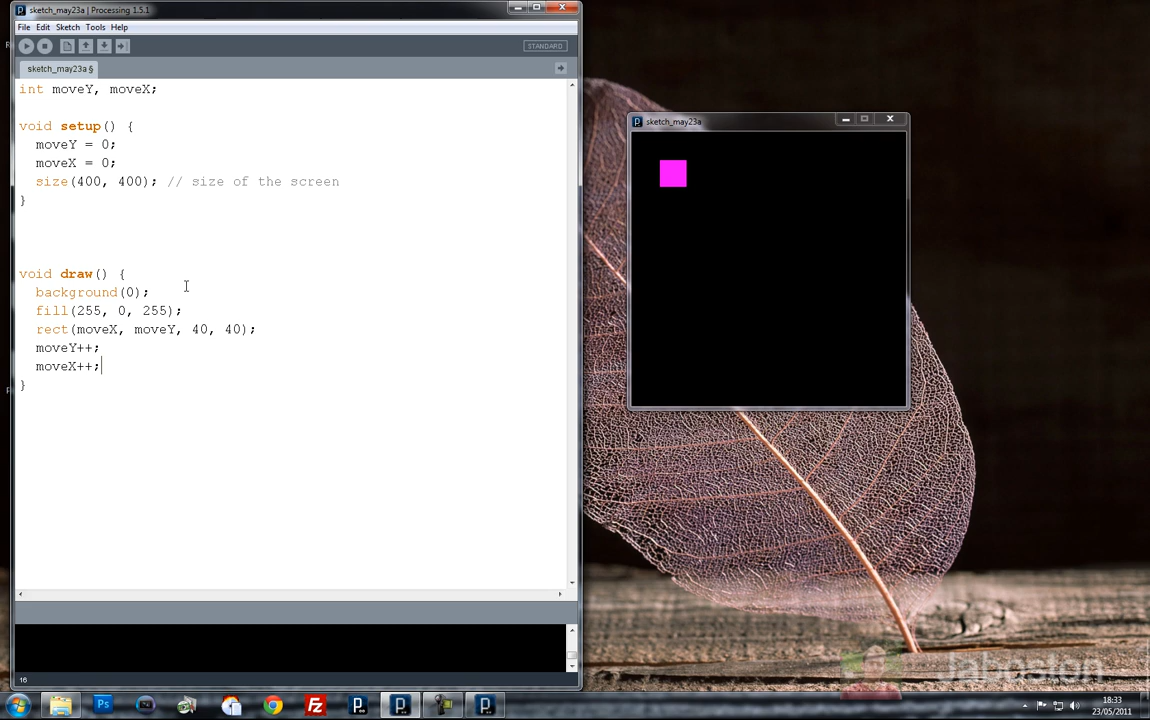 sketch_may23a | Processing 1.5.1
File Edit Sketch Tools Help
STANDARD
sketch_may23a §
int moveY, moveX;
void setup() {
moveY = 0;
moveX = 0;
size(400, 400); // size of the screen
}
void draw() {
background(0);
fill(255, 0, 255);
rect(moveX, moveY, 40, 40);
moveY++;
moveX++;
}
16
sketch_may23a
Ps
18:33
23/05/2011